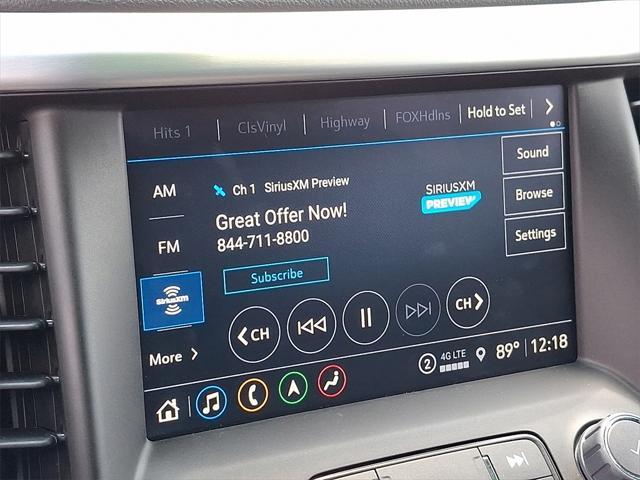 Hits 1 ClsVinyl Highway FOXHdlns Hold to Set
AM
Ch 1 SiriusXM Preview
SIRIUSXM
PREVIEW
Sound
Great Offer Now!
844-711-8800
FM
Browse
Settings
Subscribe
SiriusXM
CH
CH
More
2 4G LTE 89° 12:18